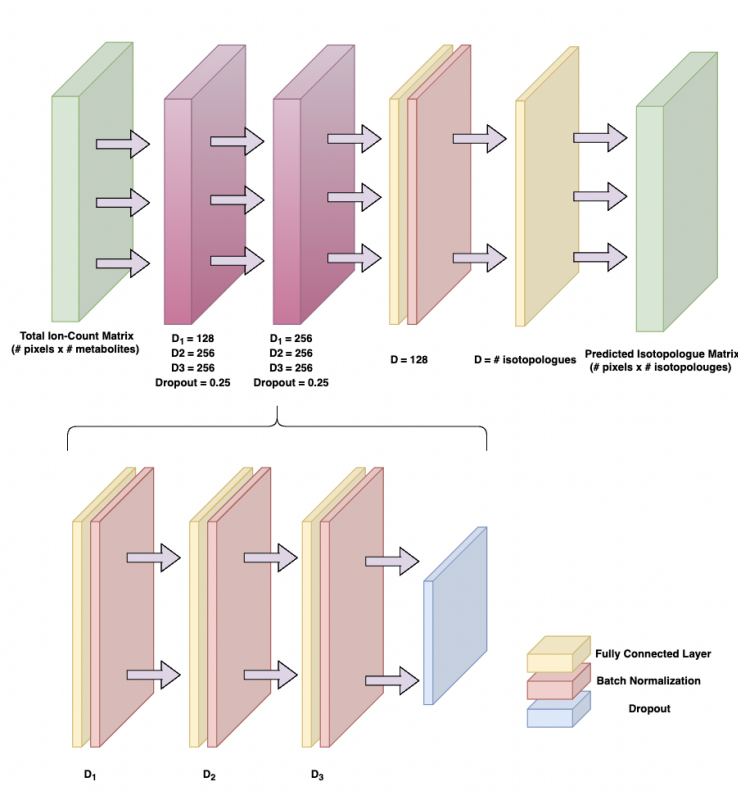 Total Ion-Count Matrix
(# pixels x # metabolites)
D₁ = 128
D2 = 256
D3 = 256
Dropout = 0.25
D₁ = 256
D2 = 256
D3 = 256
Dropout = 0.25
D = 128
D = # isotopologues
Predicted Isotopologue Matrix
(# pixels x # isotopolouges)
D₁
D₂
D₃
Fully Connected Layer
Batch Normalization
Dropout